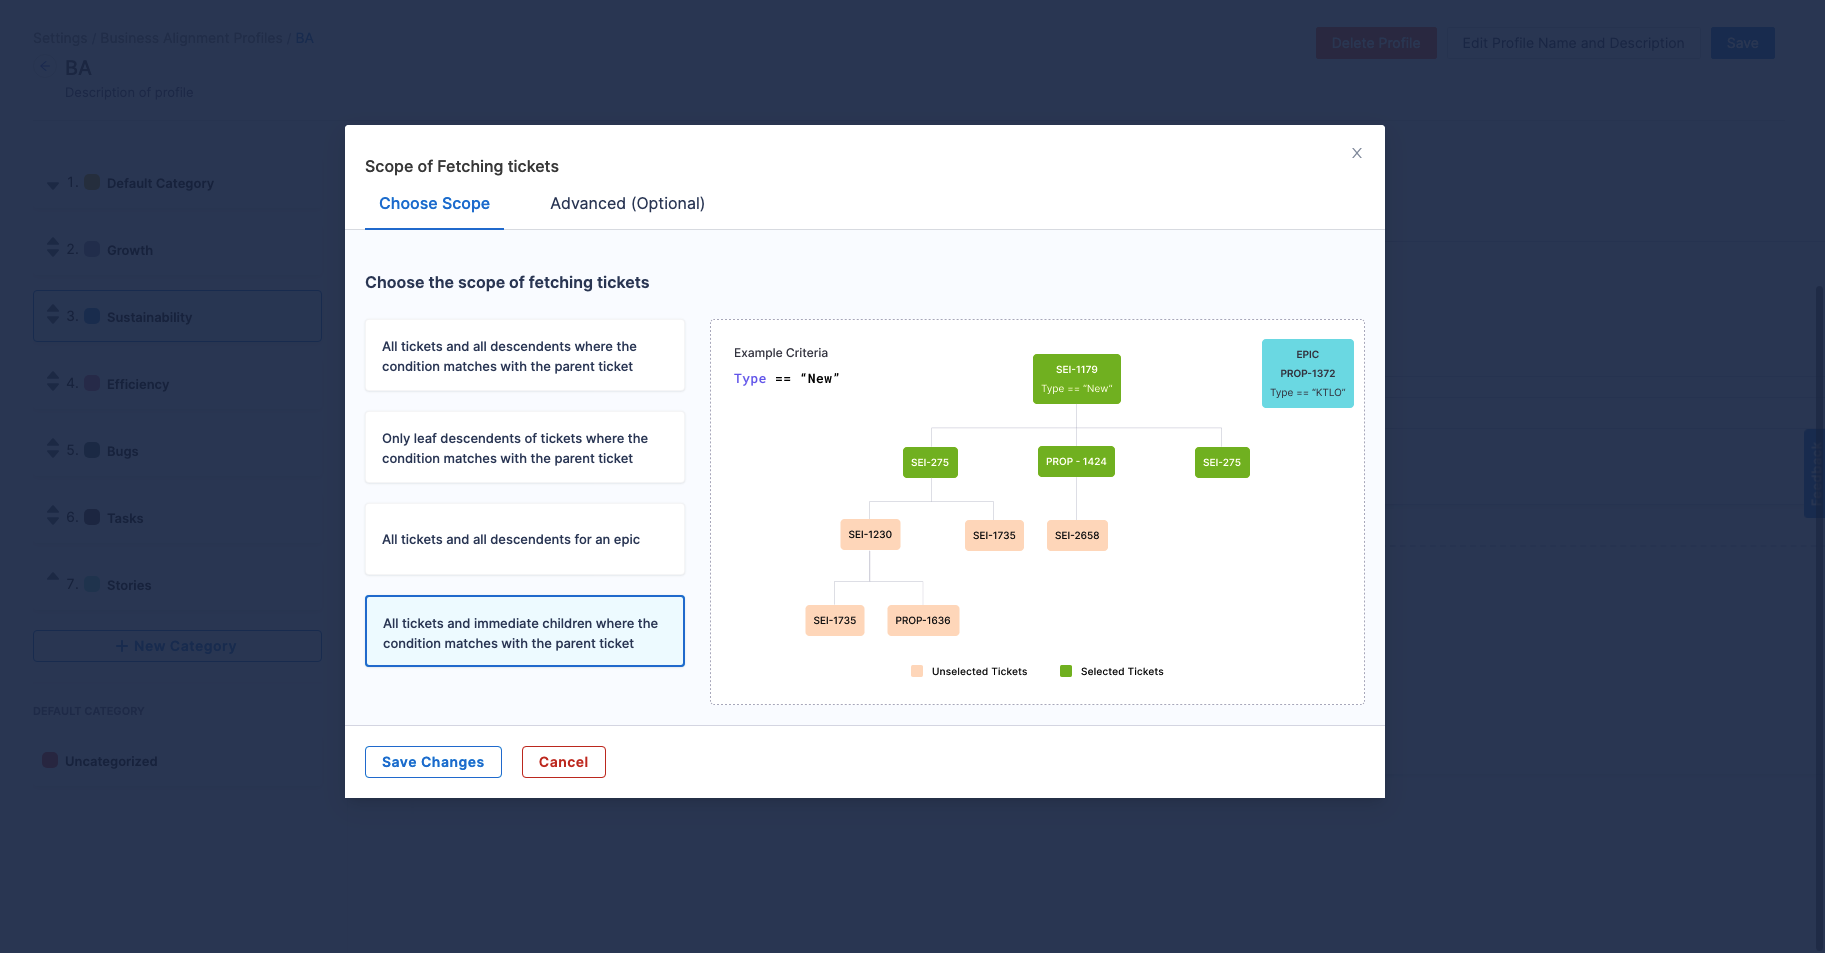 Settings / Business Alignment Profiles / BA
BA
Description of profile
Delete Profile
Edit Profile Name and Description
Save
1. Default Category
2. Growth
3. Sustainability
4. Efficiency
5. Bugs
6. Tasks
7. Stories
+ New Category
DEFAULT CATEGORY
Uncategorized
Scope of Fetching tickets
Choose Scope
Advanced (Optional)
Choose the scope of fetching tickets
All tickets and all descendents where the
condition matches with the parent ticket
Only leaf descendents of tickets where the
condition matches with the parent ticket
All tickets and all descendents for an epic
All tickets and immediate children where the
condition matches with the parent ticket
Example Criteria
Type == “New”
SEI-1179
Type == “New”
EPIC
PROP-1372
Type == “KTLO”
SEI-275
PROP - 1424
SEI-275
SEI-1230
SEI-1735
SEI-2658
SEI-1735
PROP-1636
Unselected Tickets
Selected Tickets
Save Changes
Cancel
Feedback